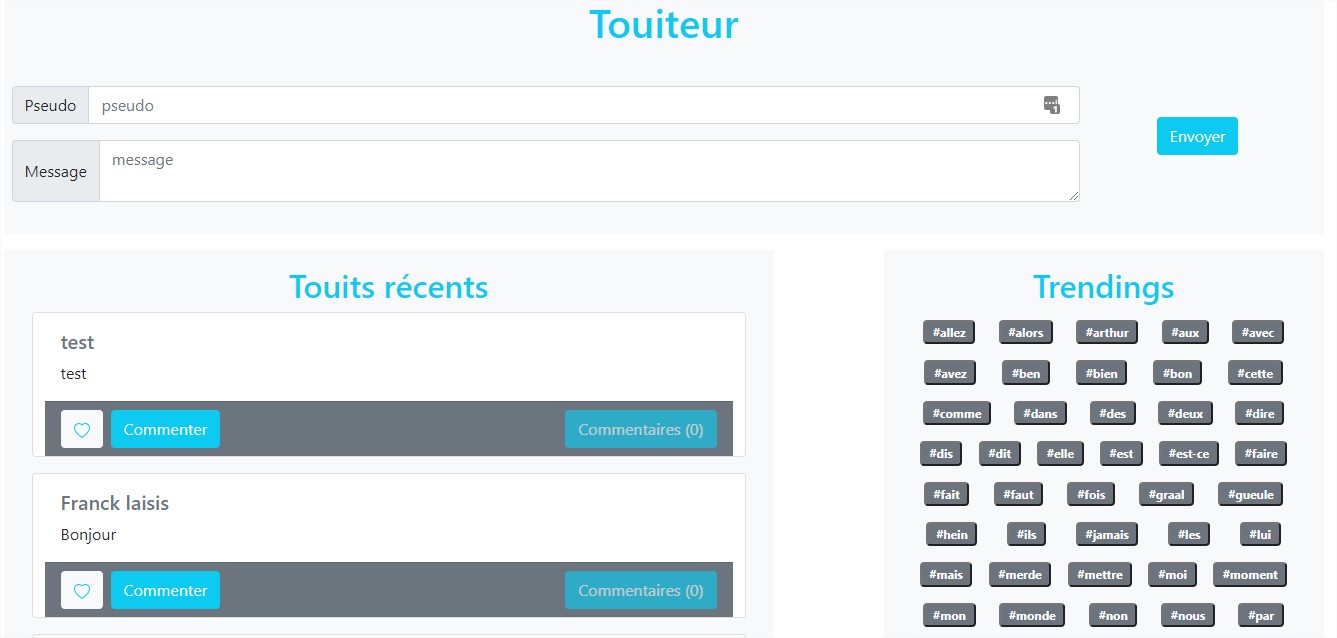 Touiteur
Pseudo pseudo
Envoyer
Message message
Touits récents
test
test
Commenter Commentaires (0)
Franck laisis
Bonjour
Commenter Commentaires (0)
Trendings
#allez #alors #arthur #aux #avec
#avez #ben #bien #bon #cette
#comme #dans #des #deux #dire
#dis #dit #elle #est #est-ce #faire
#fait #faut #fois #graal #gueule
#hein #ils #jamais #les #lui
#mais #merde #mettre #moi #moment
#mon #monde #non #nous #par